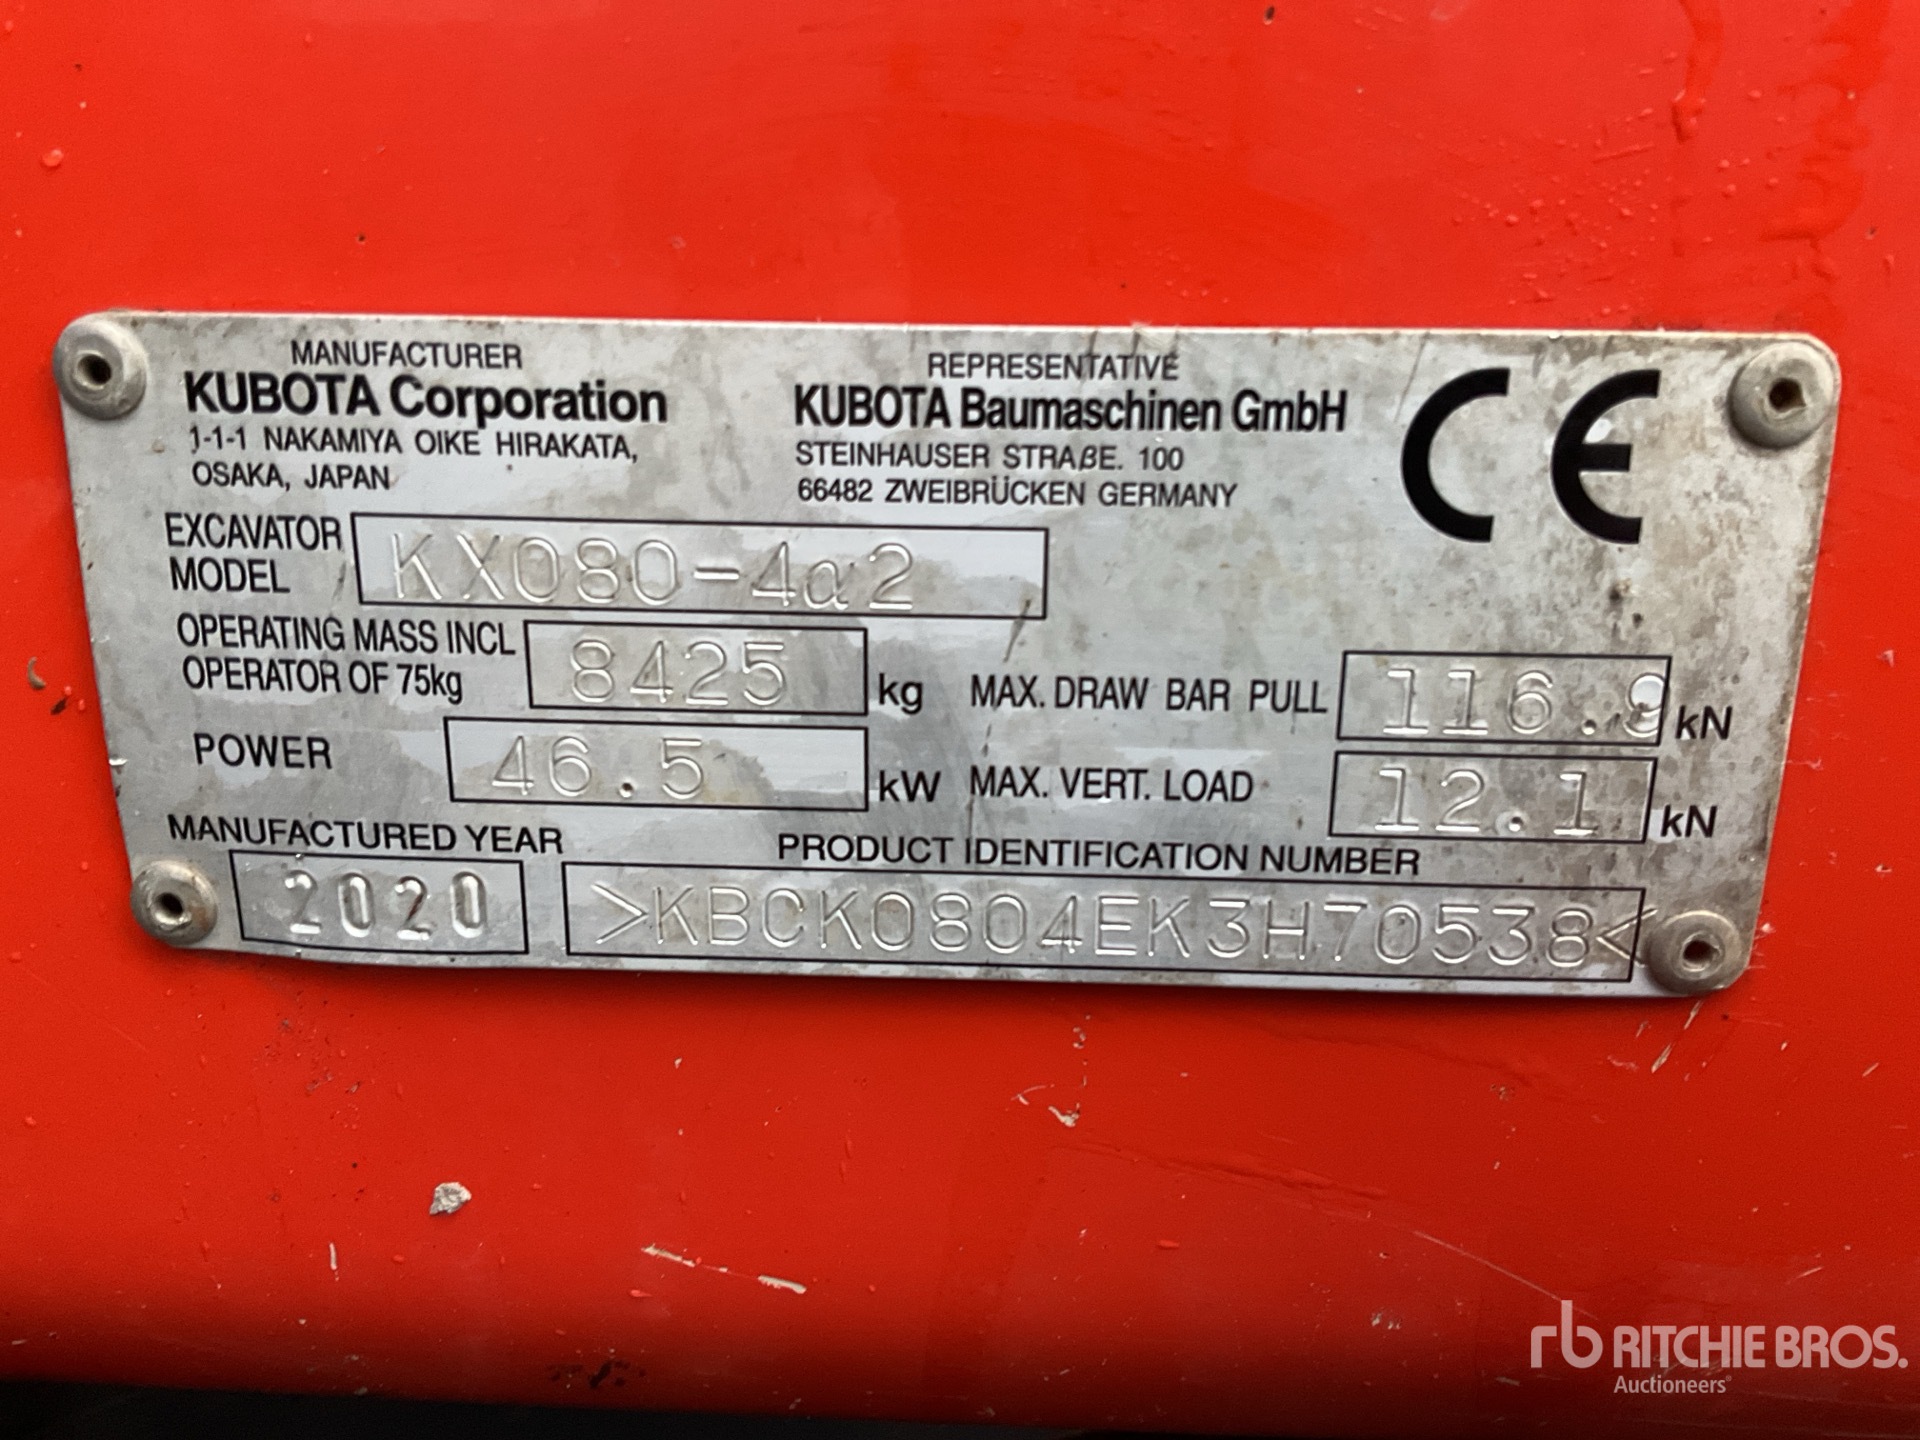 MANUFACTURER
KUBOTA Corporation
1-1-1 NAKAMIYA OIKE HIRAKATA,
OSAKA, JAPAN
REPRESENTATIVE
KUBOTA Baumaschinen GmbH
STEINHAUSER STRAßE. 100
66482 ZWEIBRÜCKEN GERMANY
CE
EXCAVATOR
MODEL
KX080-4α2
OPERATING MASS INCL
OPERATOR OF 75kg
8425 kg
MAX. DRAW BAR PULL 116.9 kN
POWER 46.5 kW
MAX. VERT. LOAD 12.1 kN
MANUFACTURED YEAR
2020
PRODUCT IDENTIFICATION NUMBER
>KBCK0804EK3H70538<
rb RITCHIE BROS.
Auctioneers